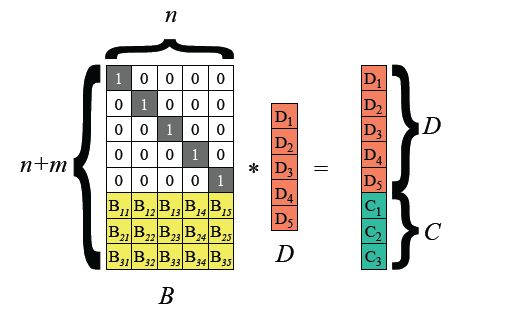 n
n+m
1 0 0 0 0
0 1 0 0 0
0 0 1 0 0
0 0 0 1 0
0 0 0 0 1
B11 B12 B13 B14 B15
B21 B22 B23 B24 B25
B31 B32 B33 B34 B35
B
*
D1
D2
D3
D4
D5
D
=
D1
D2
D3
D4
D5
C1
C2
C3
D
C